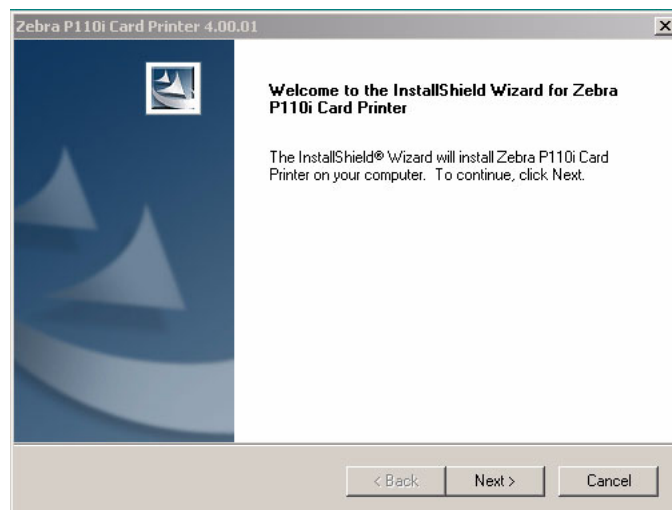 Zebra P110i Card Printer 4.00.01
Welcome to the InstallShield Wizard for Zebra
P110i Card Printer
The InstallShield® Wizard will install Zebra P110i Card
Printer on your computer. To continue, click Next.
< Back
Next >
Cancel